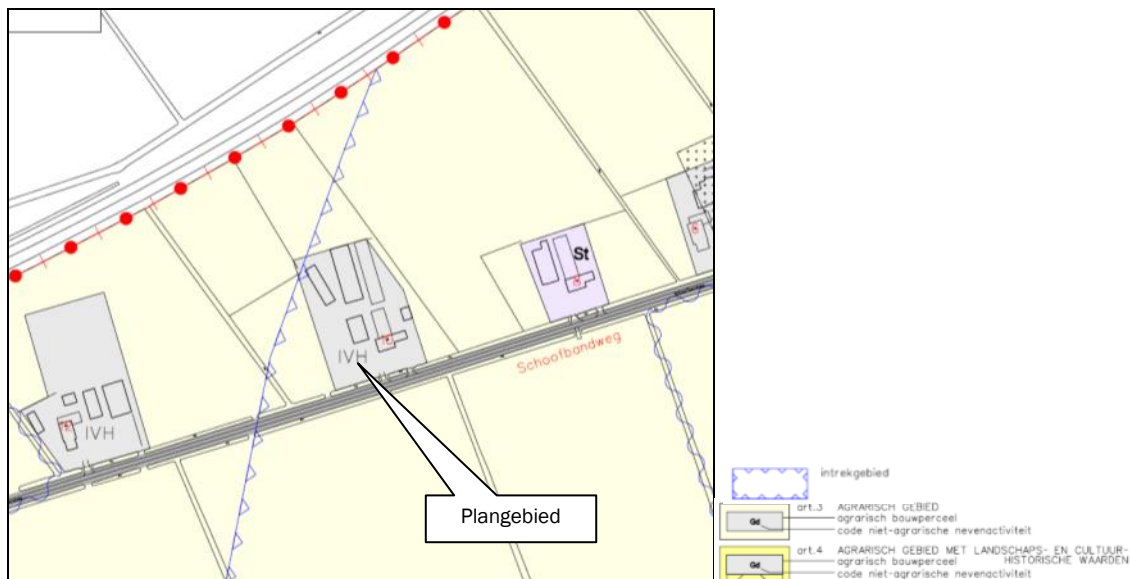 St
Schoofbandweg
IVH
IVH
Plangebied
intrekgebied
art.3 AGRARISCH GEBIED
Gd agrarisch bouwperceel
code niet-agrarische nevenactiviteit
art.4 AGRARISCH GEBIED MET LANDSCHAPS- EN CULTUUR-
Gd agrarisch bouwperceel HISTORISCHE WAARDEN
code niet-agrarische nevenactiviteit